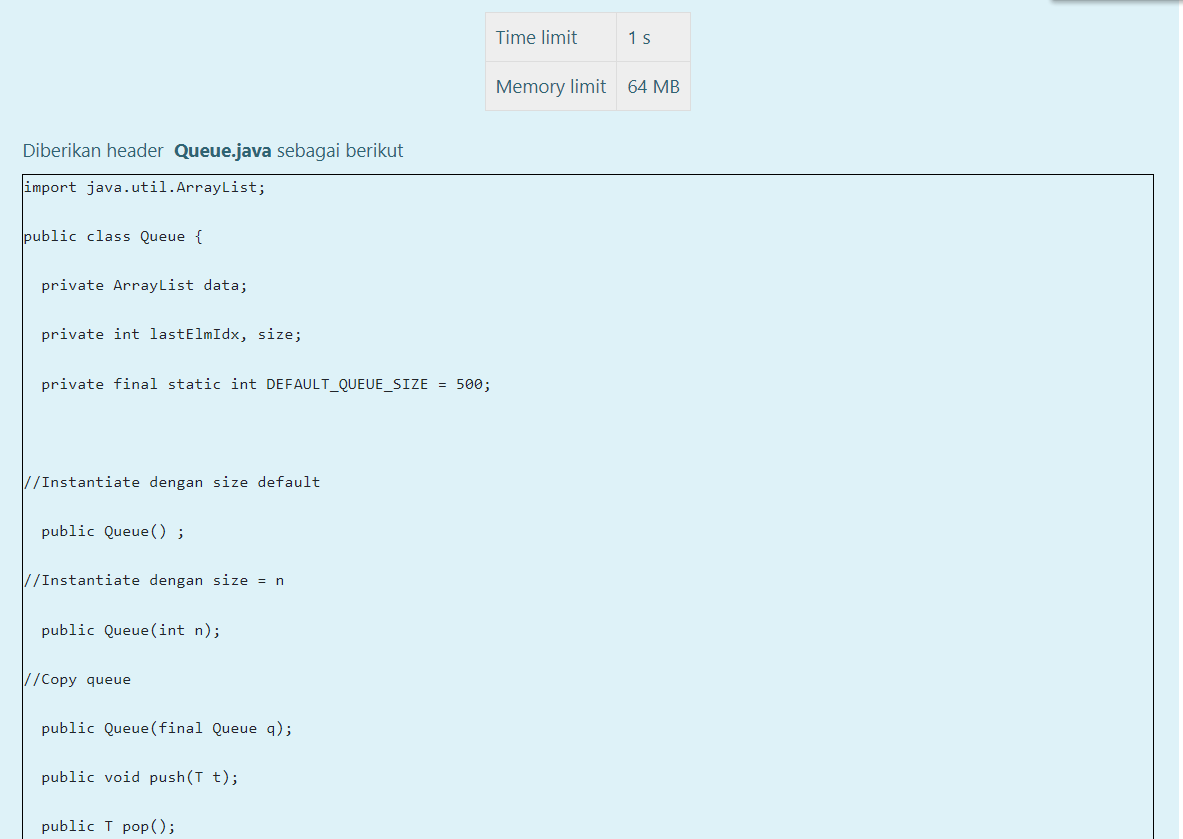 Time limit 1 s
Memory limit 64 MB
Diberikan header Queue.java sebagai berikut
import java.util.ArrayList;
public class Queue {
private ArrayList data;
private int lastElmIdx, size;
private final static int DEFAULT_QUEUE_SIZE = 500;
//Instantiate dengan size default
public Queue() ;
//Instantiate dengan size = n
public Queue(int n);
//Copy queue
public Queue(final Queue q);
public void push(T t);
public T pop();